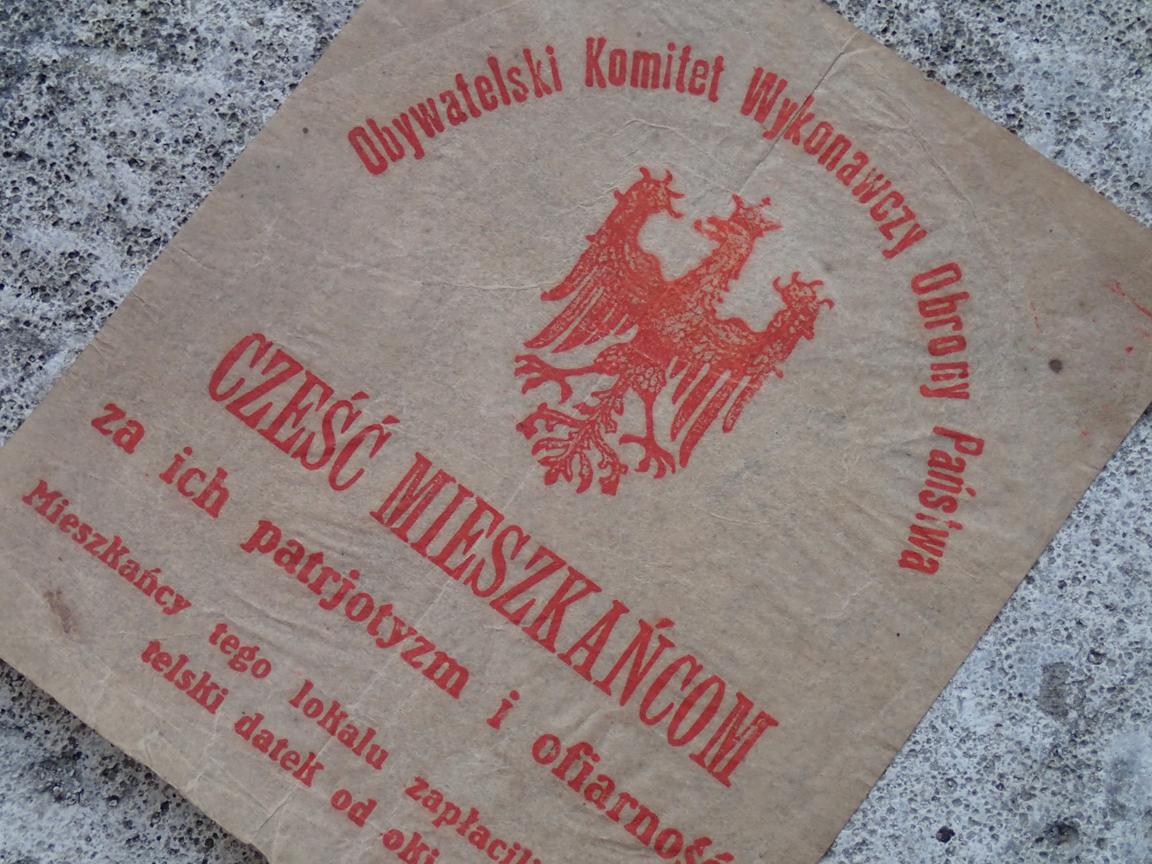 Obywatelski Komitet Wykonawczy Obrony Państwa
CZEŚĆ MIESZKAŃCOM
za ich patrjotyzm i ofiarność
Mieszkańcy tego lokalu zapłacili
telski datek od